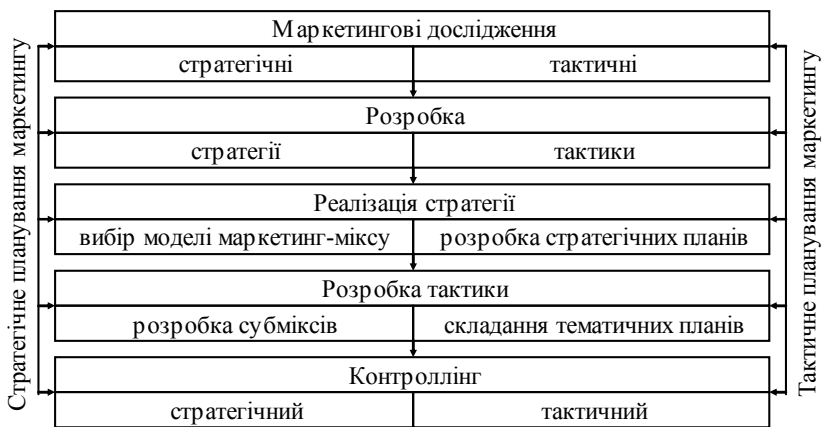 Маркетингові дослідження
стратегічні
тактичні
Розробка
стратегії
тактики
Реалізація стратегії
вибір моделі маркетинг-міксу
розробка стратегічних планів
Розробка тактики
розробка субміксів
складання тематичних планів
Контроллінг
стратегічний
тактичний
Стратегічне планування маркетингу
Тактичне планування маркетингу